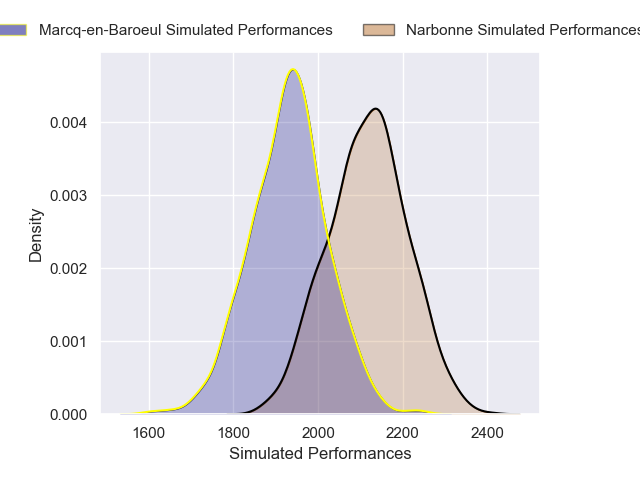 Marcq-en-Baroeul Simulated Performances
Narbonne Simulated Performances
0.004
0.003
0.002
0.001
0.000
Density
1600 1800 2000 2200 2400
Simulated Performances